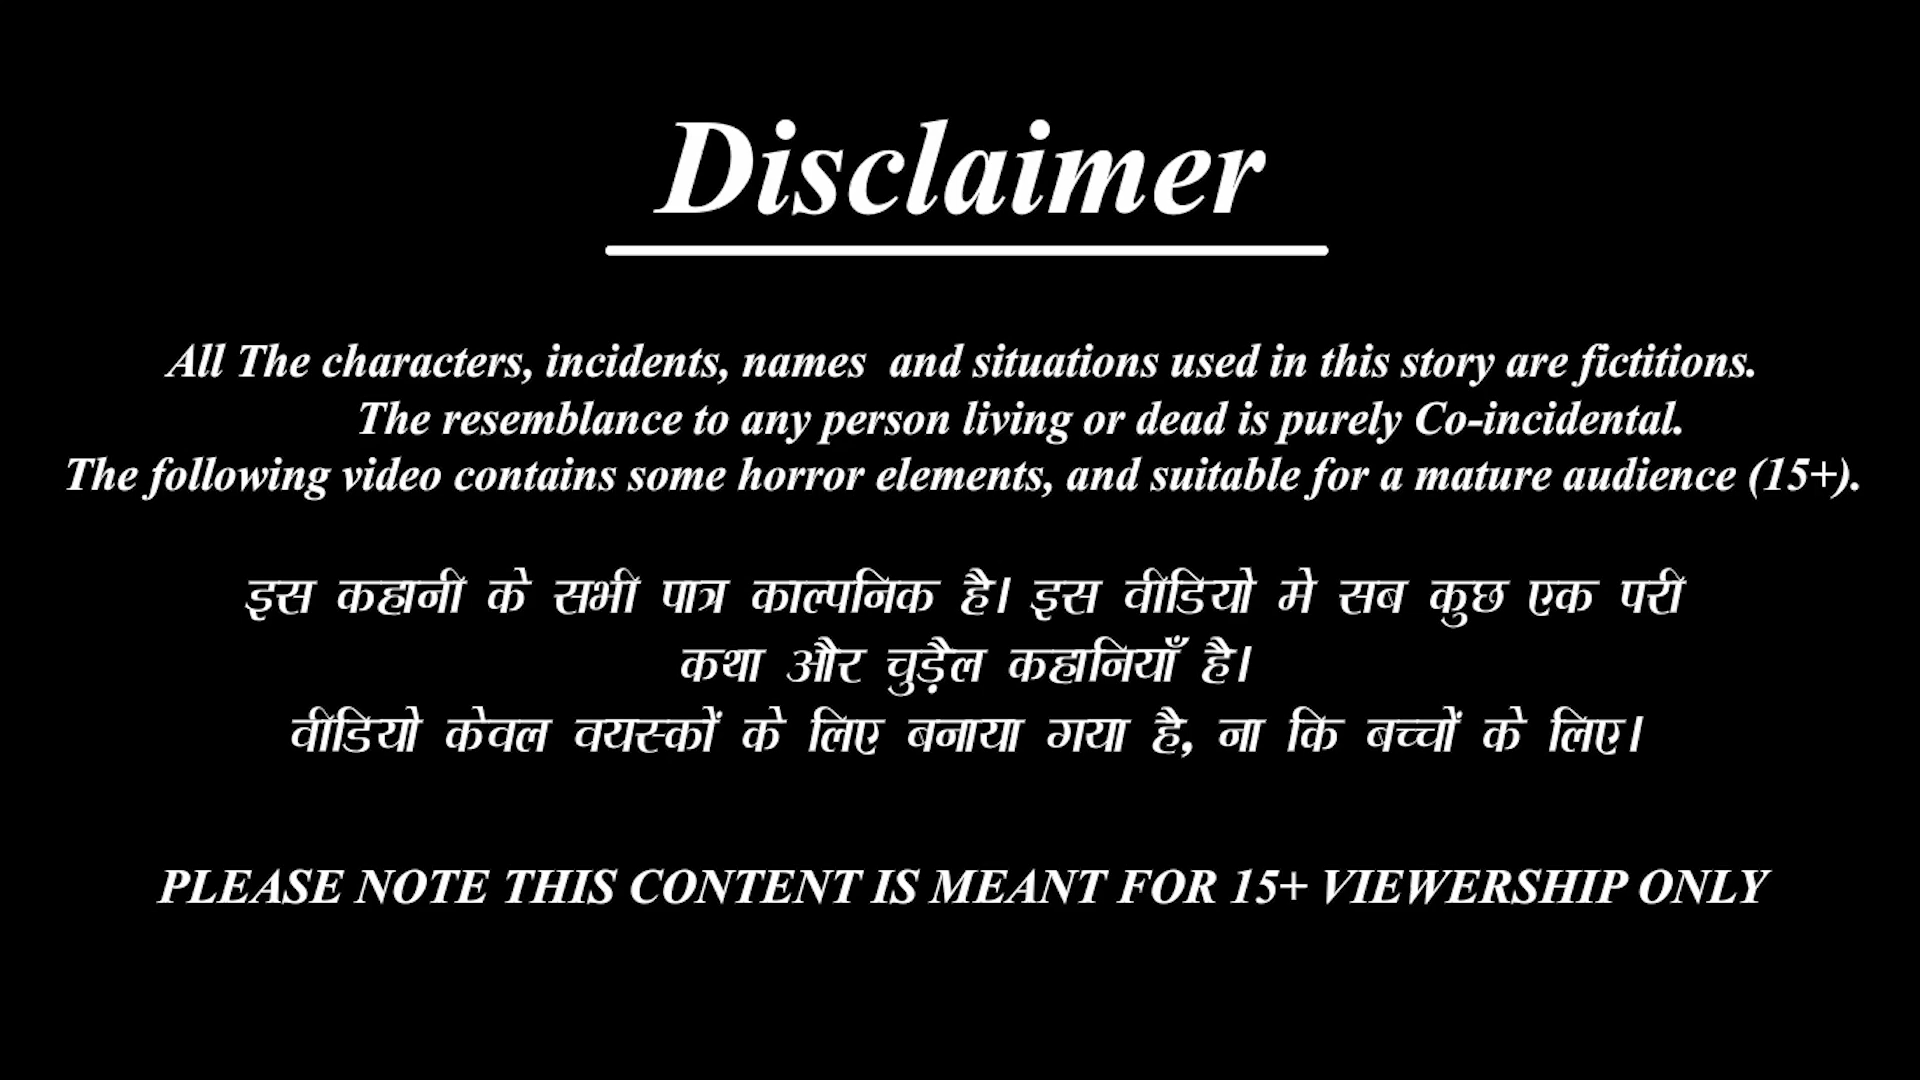 Disclaimer
All The characters, incidents, names and situations used in this story are fictitions.
The resemblance to any person living or dead is purely Co-incidental.
The following video contains some horror elements, and suitable for a mature audience (15+).
इस कहानी के सभी पात्र काल्पनिक है। इस वीडियो मे सब कुछ एक परी
कथा और चुड़ैल कहानियाँ है।
वीडियो केवल वयस्कों के लिए बनाया गया है, ना कि बच्चों के लिए।
PLEASE NOTE THIS CONTENT IS MEANT FOR 15+ VIEWERSHIP ONLY